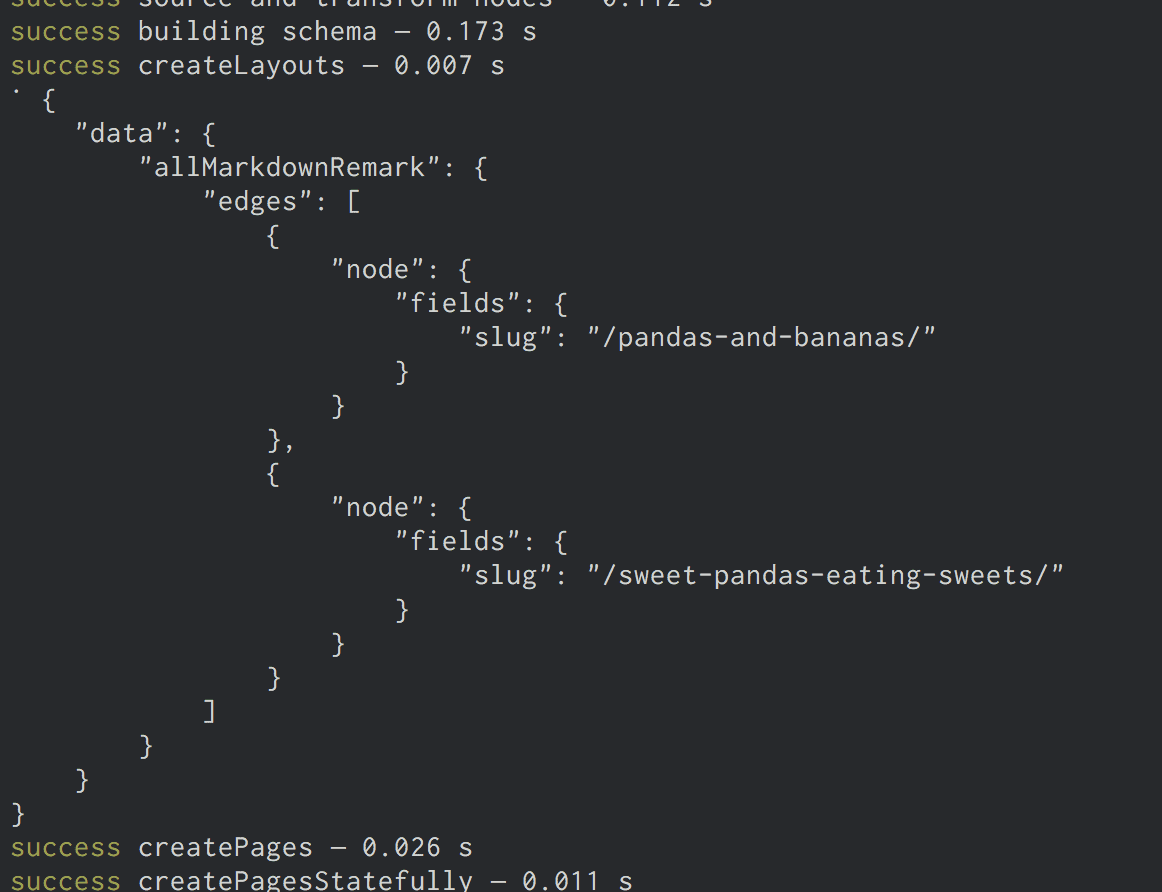 success source and transform nodes — 0.112 s
success building schema — 0.173 s
success createLayouts — 0.007 s
` {
    "data": {
        "allMarkdownRemark": {
            "edges": [
                {
                    "node": {
                        "fields": {
                            "slug": "/pandas-and-bananas/"
                        }
                    }
                },
                {
                    "node": {
                        "fields": {
                            "slug": "/sweet-pandas-eating-sweets/"
                        }
                    }
                }
            ]
        }
    }
}
success createPages — 0.026 s
success createPagesStatefully — 0.011 s